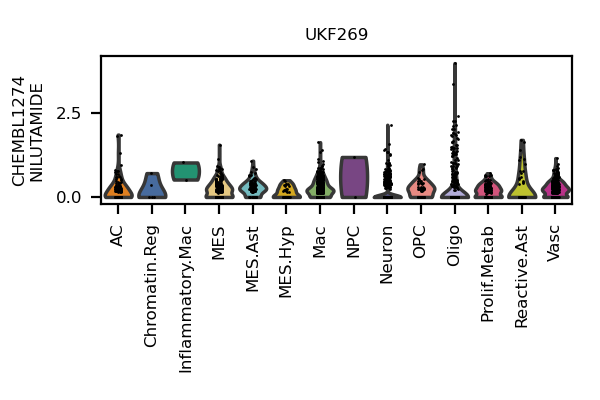 UKF269
CHEMBL1274
NILUTAMIDE
2.5
0.0
AC
Chromatin.Reg
Inflammatory.Mac
MES
MES.Ast
MES.Hyp
Mac
NPC
Neuron
OPC
Oligo
Prolif.Metab
Reactive.Ast
Vasc